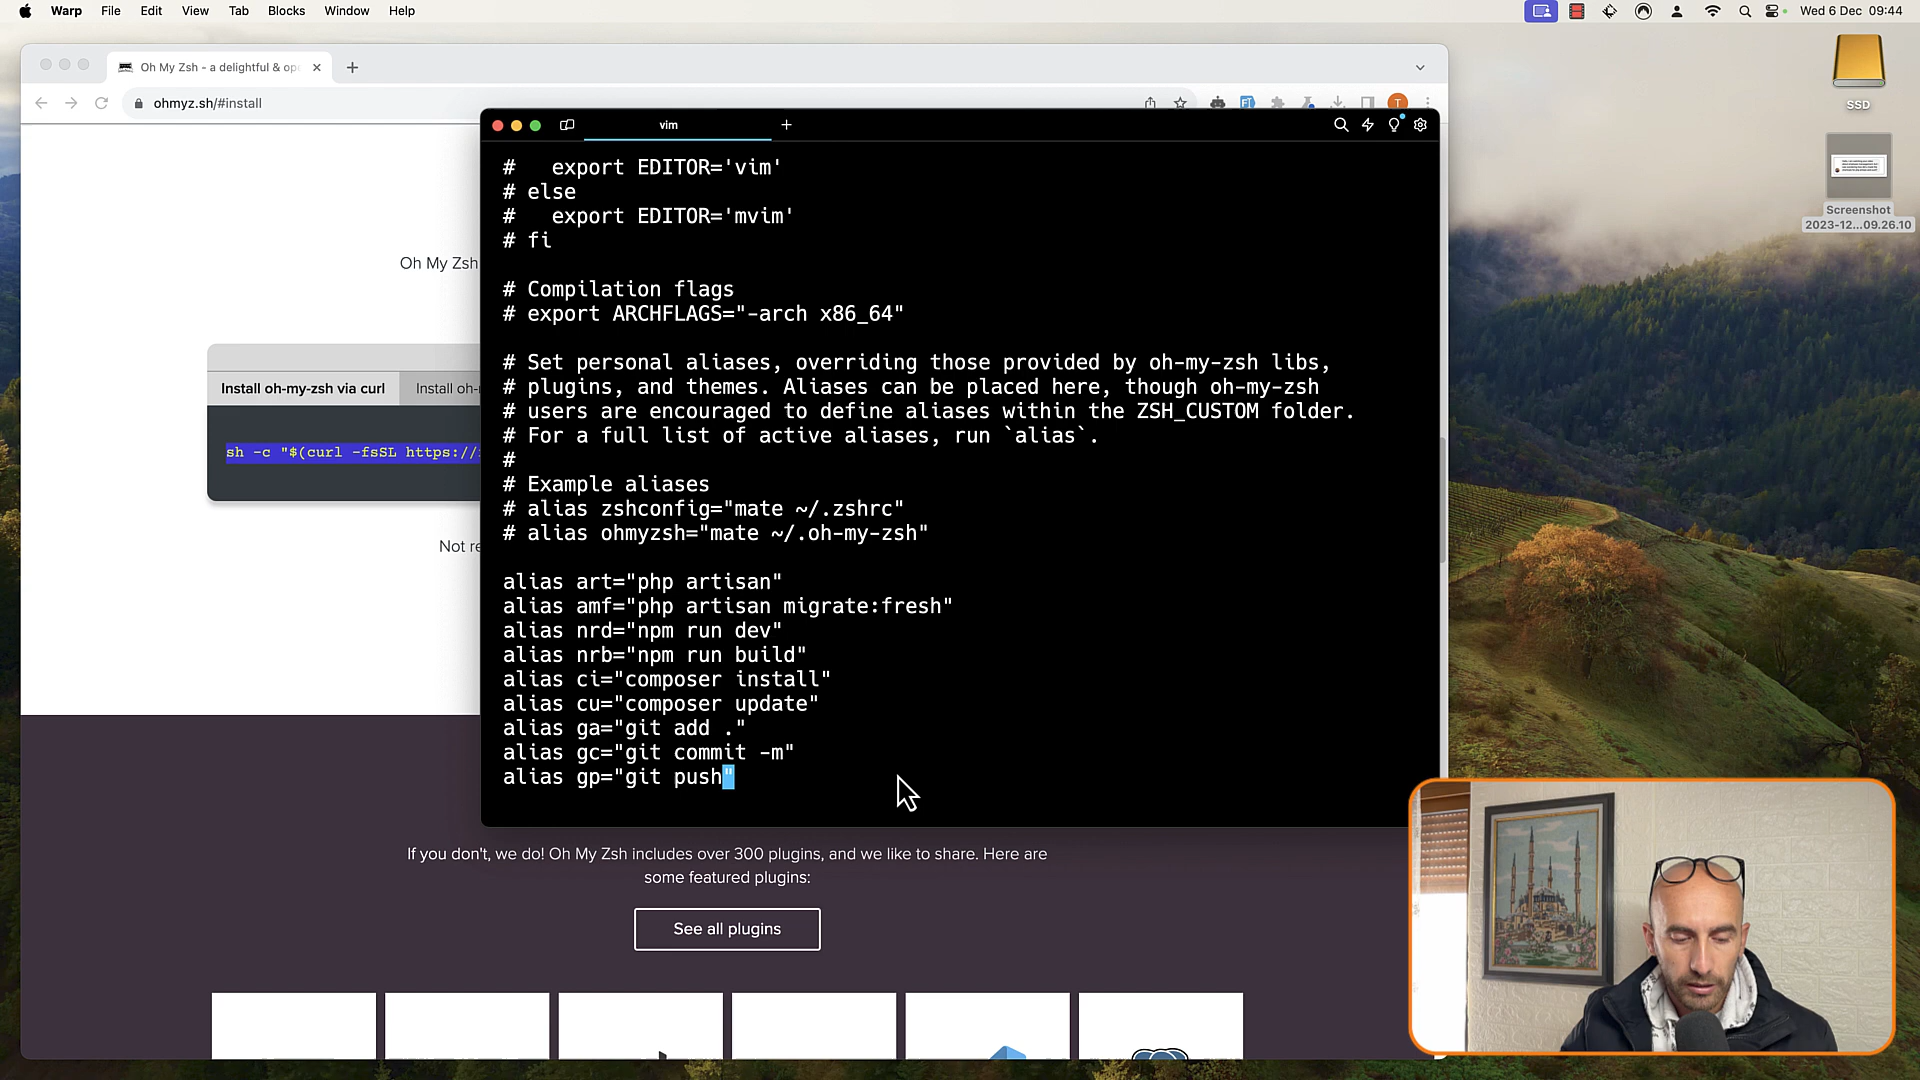 Warp File Edit View Tab Blocks Window Help
Wed 6 Dec 09:44
SSD
Screenshot
2023-12...09.26.10
Oh My Zsh - a delightful & op
ohmyz.sh/#install
T
Oh My Zsh
Install oh-my-zsh via curl
Install oh-
sh -c "$(curl -fsSL https://
Not re
vim
#   export EDITOR='vim'
# else
#   export EDITOR='mvim'
# fi
# Compilation flags
# export ARCHFLAGS="-arch x86_64"
# Set personal aliases, overriding those provided by oh-my-zsh libs,
# plugins, and themes. Aliases can be placed here, though oh-my-zsh
# users are encouraged to define aliases within the ZSH_CUSTOM folder.
# For a full list of active aliases, run `alias`.
#
# Example aliases
# alias zshconfig="mate ~/.zshrc"
# alias ohmyzsh="mate ~/.oh-my-zsh"
alias art="php artisan"
alias amf="php artisan migrate:fresh"
alias nrd="npm run dev"
alias nrb="npm run build"
alias ci="composer install"
alias cu="composer update"
alias ga="git add ."
alias gc="git commit -m"
alias gp="git push"
If you don't, we do! Oh My Zsh includes over 300 plugins, and we like to share. Here are
some featured plugins:
See all plugins